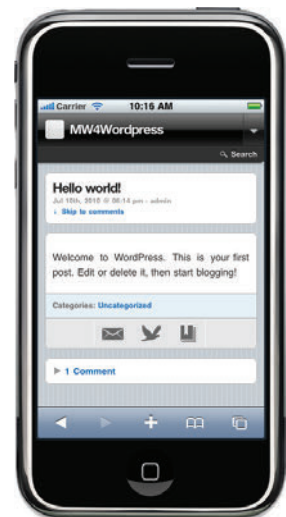 Carrier 10:16 AM
MW4Wordpress
Search
Hello world!
Jul 10th, 2010 @ 06:14 pm - admin
↓ Skip to comments
Welcome to WordPress. This is your first
post. Edit or delete it, then start blogging!
Categories: Uncategorized
1 Comment